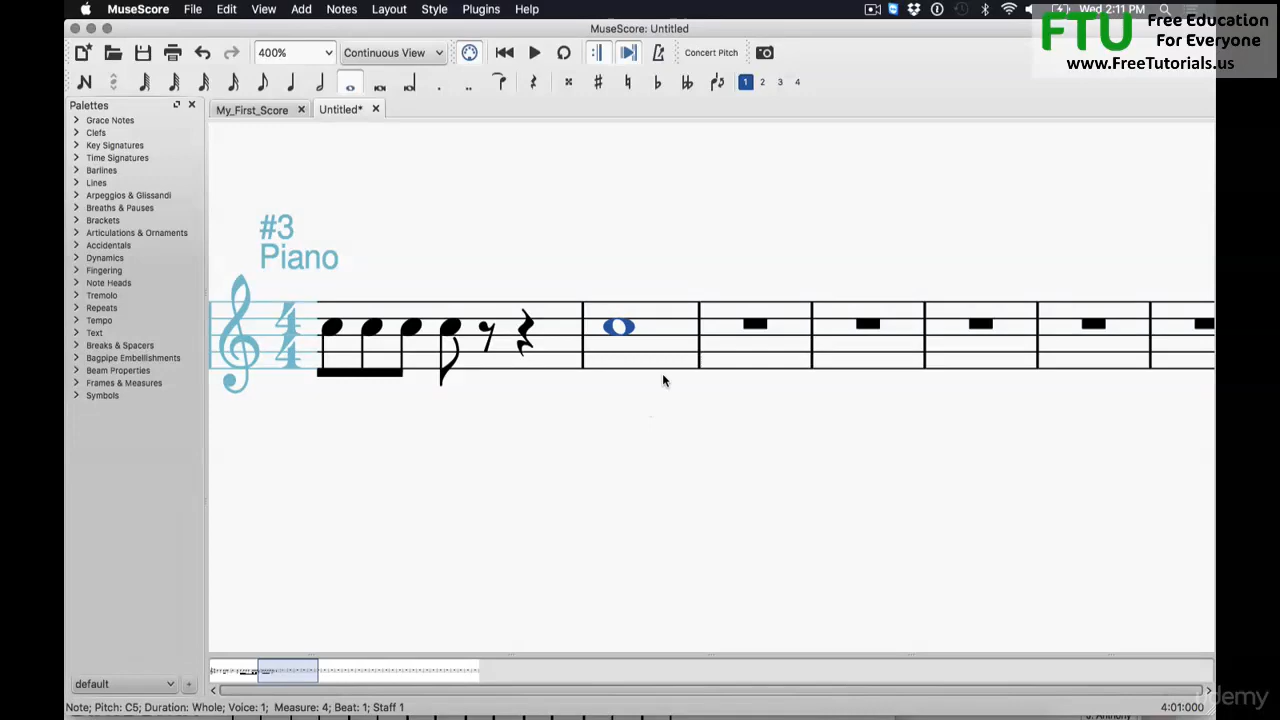 MuseScore File Edit View Add Notes Layout Style Plugins Help
Wed 2:11 PM
FTU Free Education
For Everyone
www.FreeTutorials.us
MuseScore: Untitled
400% Continuous View Concert Pitch
1 2 3 4
Palettes
My_First_Score Untitled*
Grace Notes
Clefs
Key Signatures
Time Signatures
Barlines
Lines
Arpeggios & Glissandi
Breaths & Pauses
Brackets
Articulations & Ornaments
Accidentals
Dynamics
Fingering
Note Heads
Tremolo
Repeats
Tempo
Text
Breaks & Spacers
Bagpipe Embellishments
Beam Properties
Frames & Measures
Symbols
#3
Piano
4
4
default +
udemy
Note; Pitch: C5; Duration: Whole; Voice: 1; Measure: 4; Beat: 1; Staff 1
4:01:000